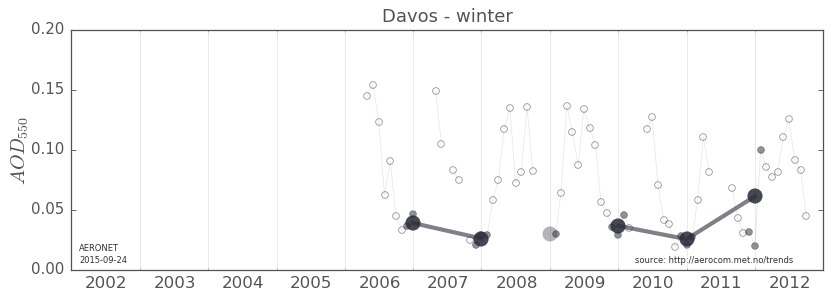 Davos - winter
0.20
0.15
0.10
0.05
0.00
AOD550
AERONET
2015-09-24
source: http://aerocom.met.no/trends
2002 2003 2004 2005 2006 2007 2008 2009 2010 2011 2012